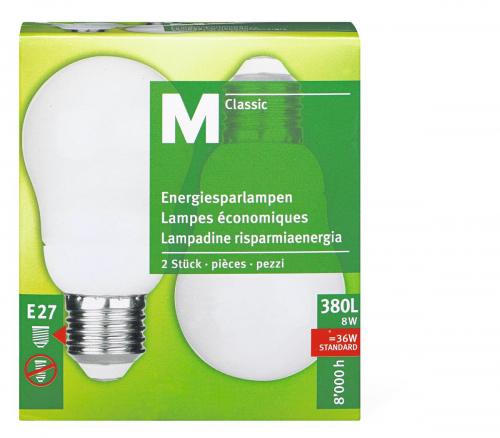 M
Classic
Energiesparlampen
Lampes économiques
Lampadine risparmiaenergia
2 Stück · pièces · pezzi
E27
380L
8W
=36W
STANDARD
8'000 h